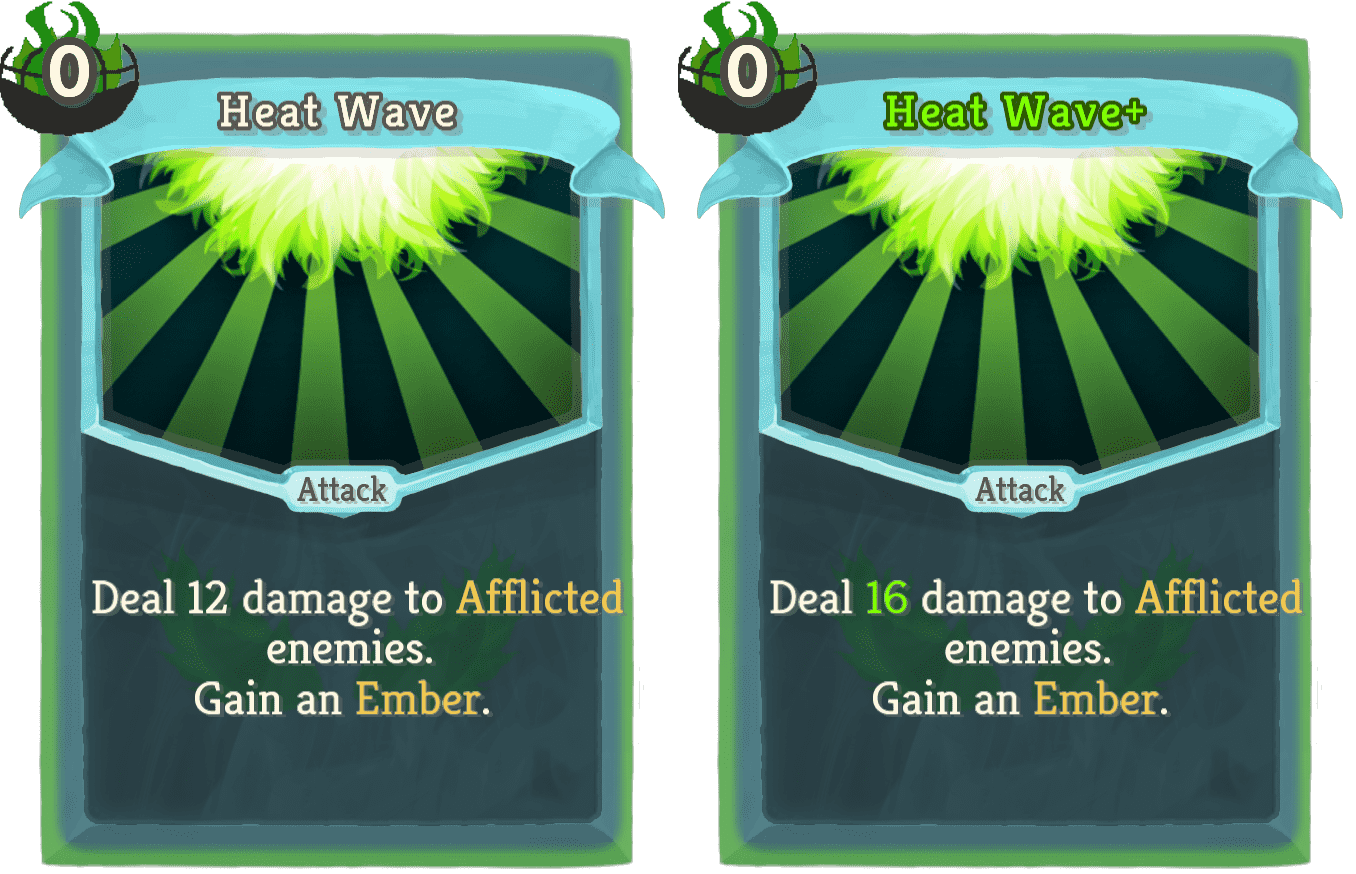 0
Heat Wave
Attack
Deal 12 damage to Afflicted
enemies.
Gain an Ember.
0
Heat Wave+
Attack
Deal 16 damage to Afflicted
enemies.
Gain an Ember.